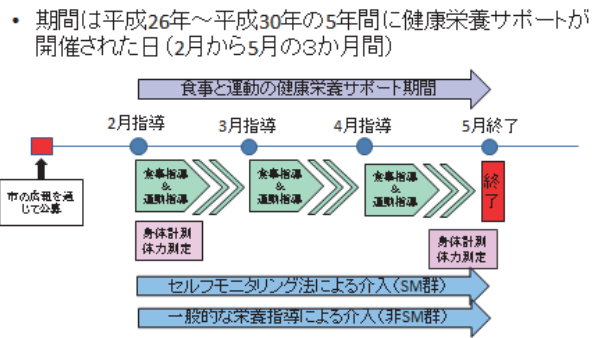 • 期間は平成26年～平成30年の5年間に健康栄養サポートが
開催された日（2月から5月の3か月間）
食事と運動の健康栄養サポート期間
2月指導
3月指導
4月指導
5月終了
食事指導
&
運動指導
食事指導
&
運動指導
食事指導
&
運動指導
終
了
市の広報を通
じて公募
身体計測
体力測定
身体計測
体力測定
セルフモニタリング法による介入（SM群）
一般的な栄養指導による介入（非SM群）